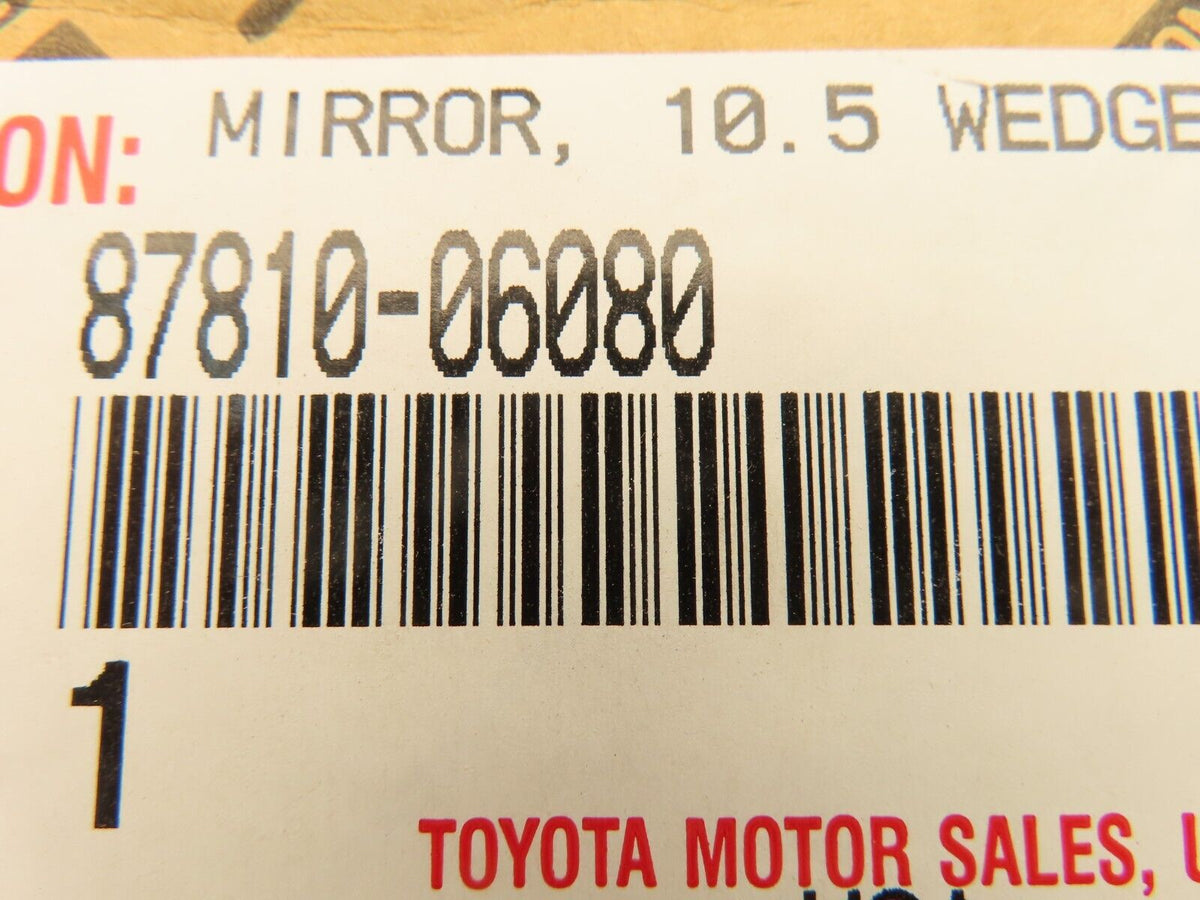 ON: MIRROR, 10.5 WEDGE
87810-06080
1
TOYOTA MOTOR SALES, U